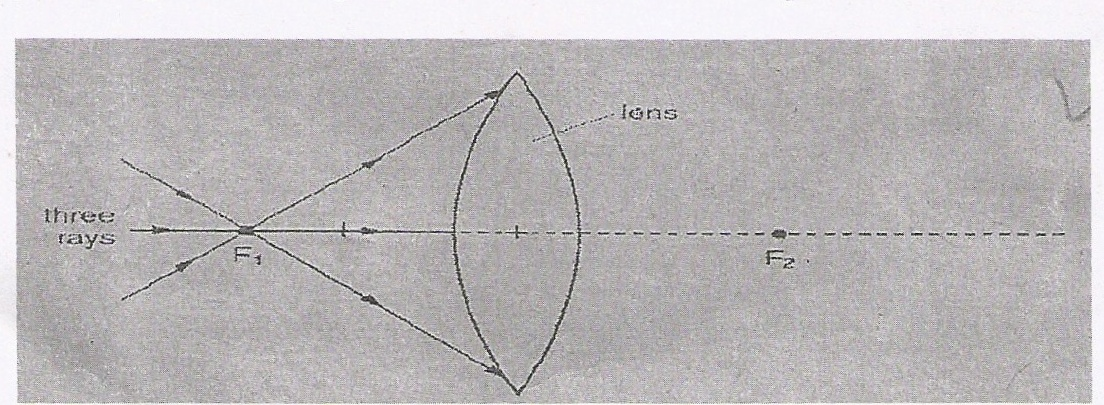 lens
three
rays
F₁
F₂